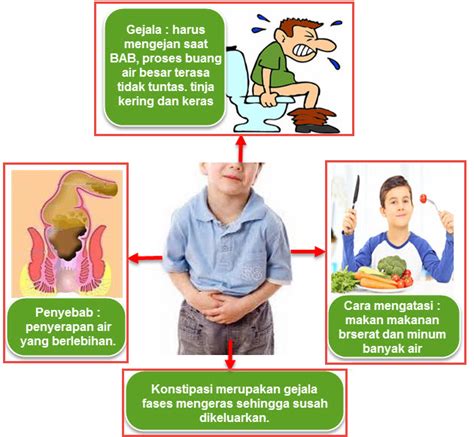 Gejala : harus
mengejan saat
BAB, proses buang
air besar terasa
tidak tuntas. tinja
kering dan keras
Penyebab :
penyerapan air
yang berlebihan.
Cara mengatasi :
makan makanan
brserat dan minum
banyak air
Konstipasi merupakan gejala
fases mengeras sehingga susah
dikeluarkan.